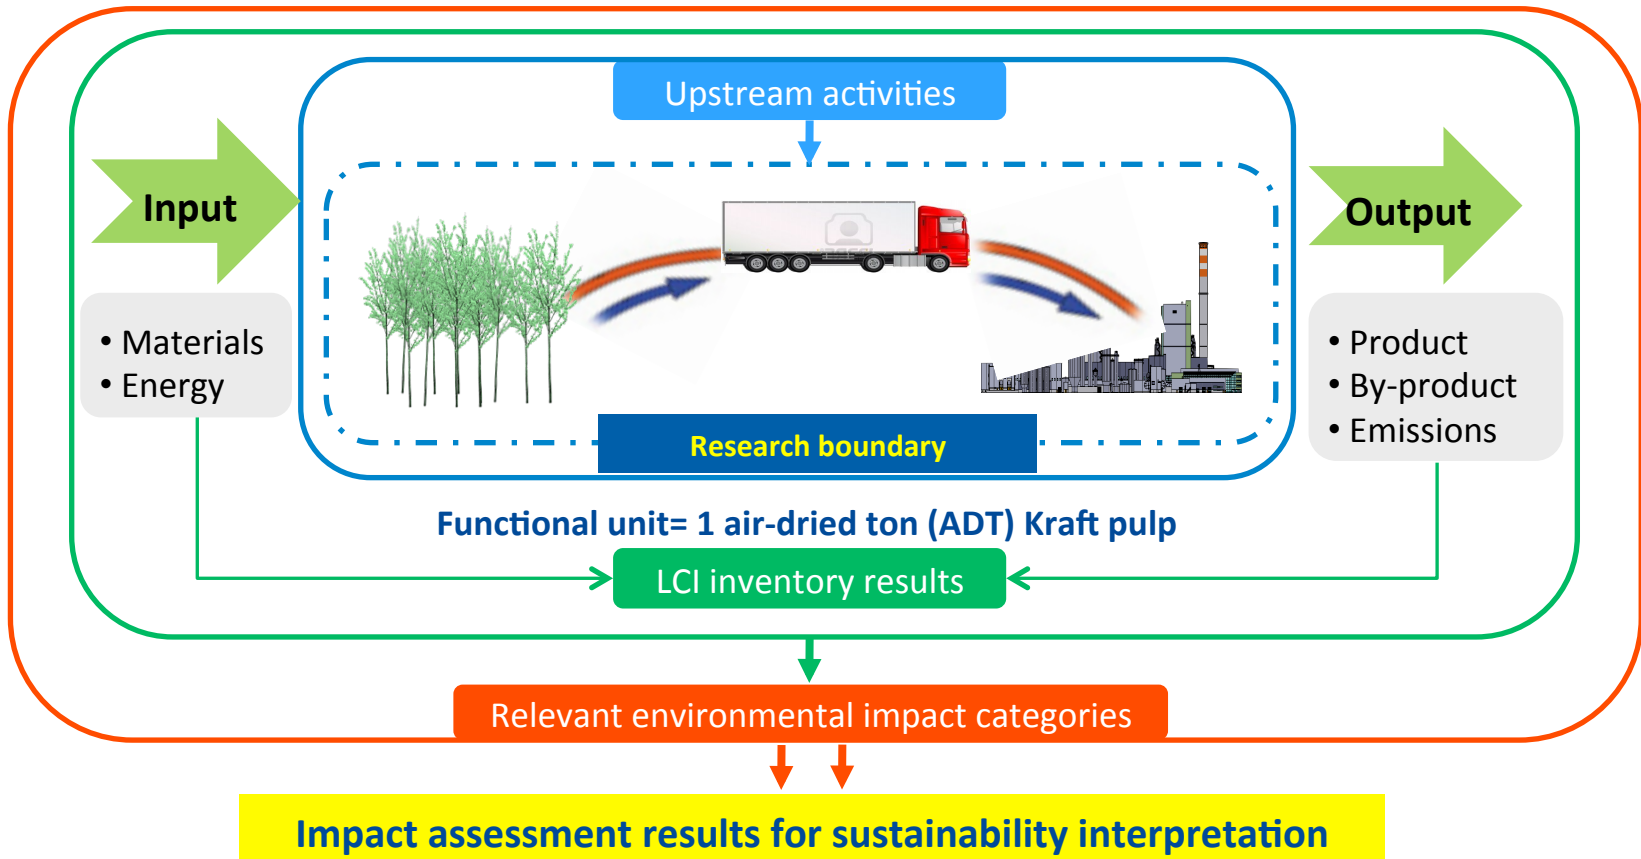 Upstream activities
Input
Output
• Materials
• Energy
• Product
• By-product
• Emissions
Research boundary
Functional unit= 1 air-dried ton (ADT) Kraft pulp
LCI inventory results
Relevant environmental impact categories
Impact assessment results for sustainability interpretation